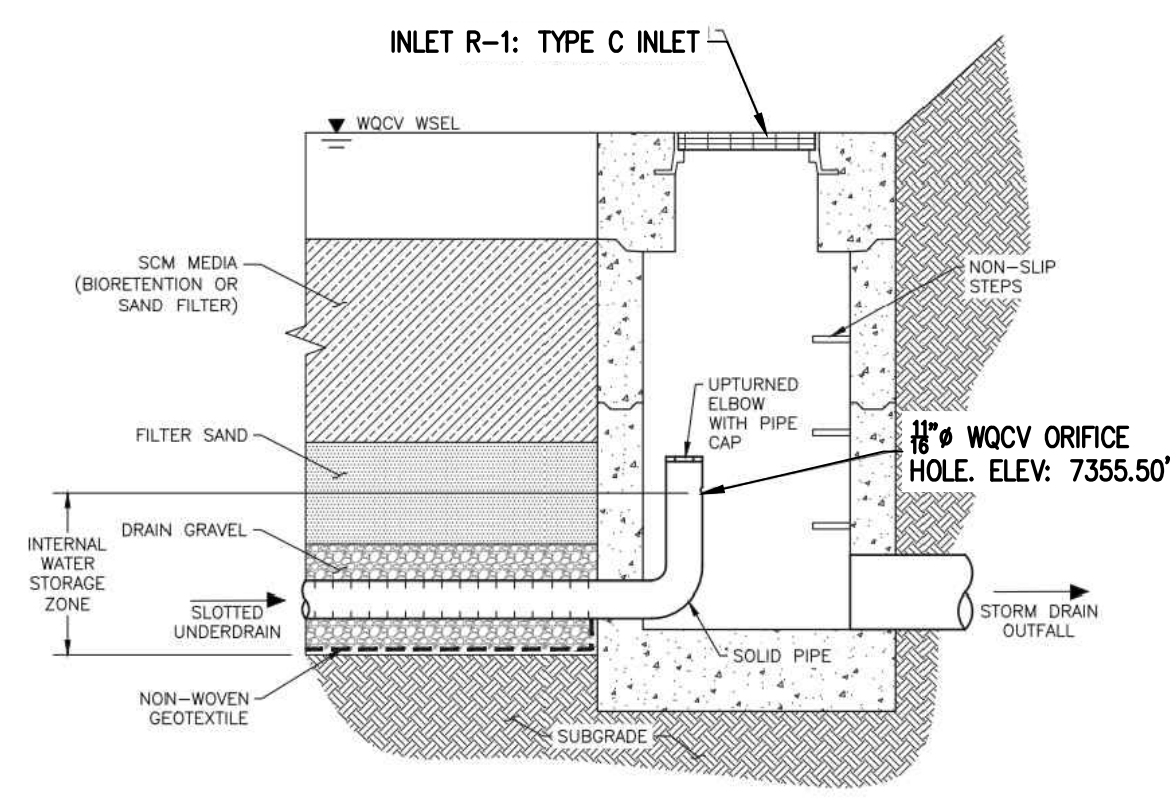 INLET R-1: TYPE C INLET
WQCV WSEL
SCM MEDIA
(BIORETENTION OR
SAND FILTER)
NON-SLIP
STEPS
UPTURNED
ELBOW
WITH PIPE
CAP
FILTER SAND
11/16"ø WQCV ORIFICE
HOLE. ELEV: 7355.50'
DRAIN GRAVEL
INTERNAL
WATER
STORAGE
ZONE
SLOTTED
UNDERDRAIN
STORM DRAIN
OUTFALL
SOLID PIPE
NON-WOVEN
GEOTEXTILE
SUBGRADE